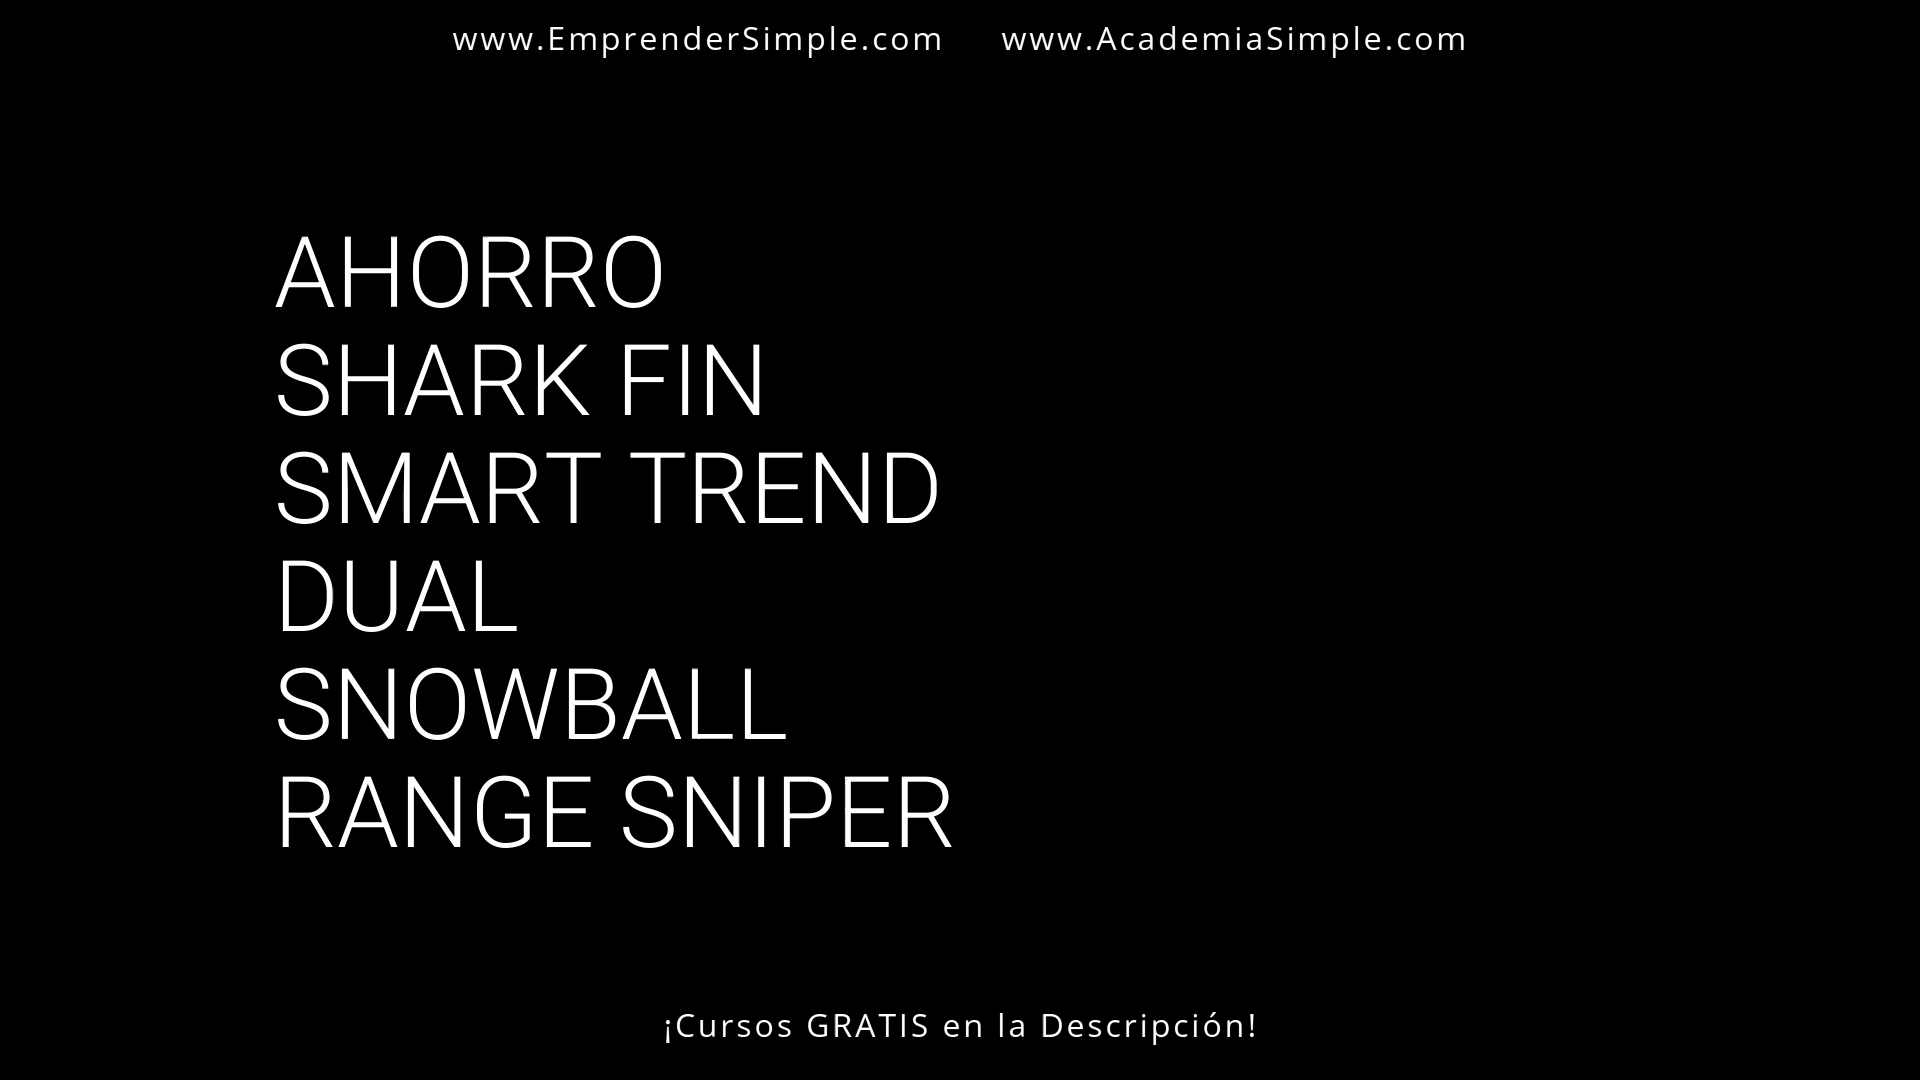 www.EmprenderSimple.com www.AcademiaSimple.com
AHORRO
SHARK FIN
SMART TREND
DUAL
SNOWBALL
RANGE SNIPER
¡Cursos GRATIS en la Descripción!